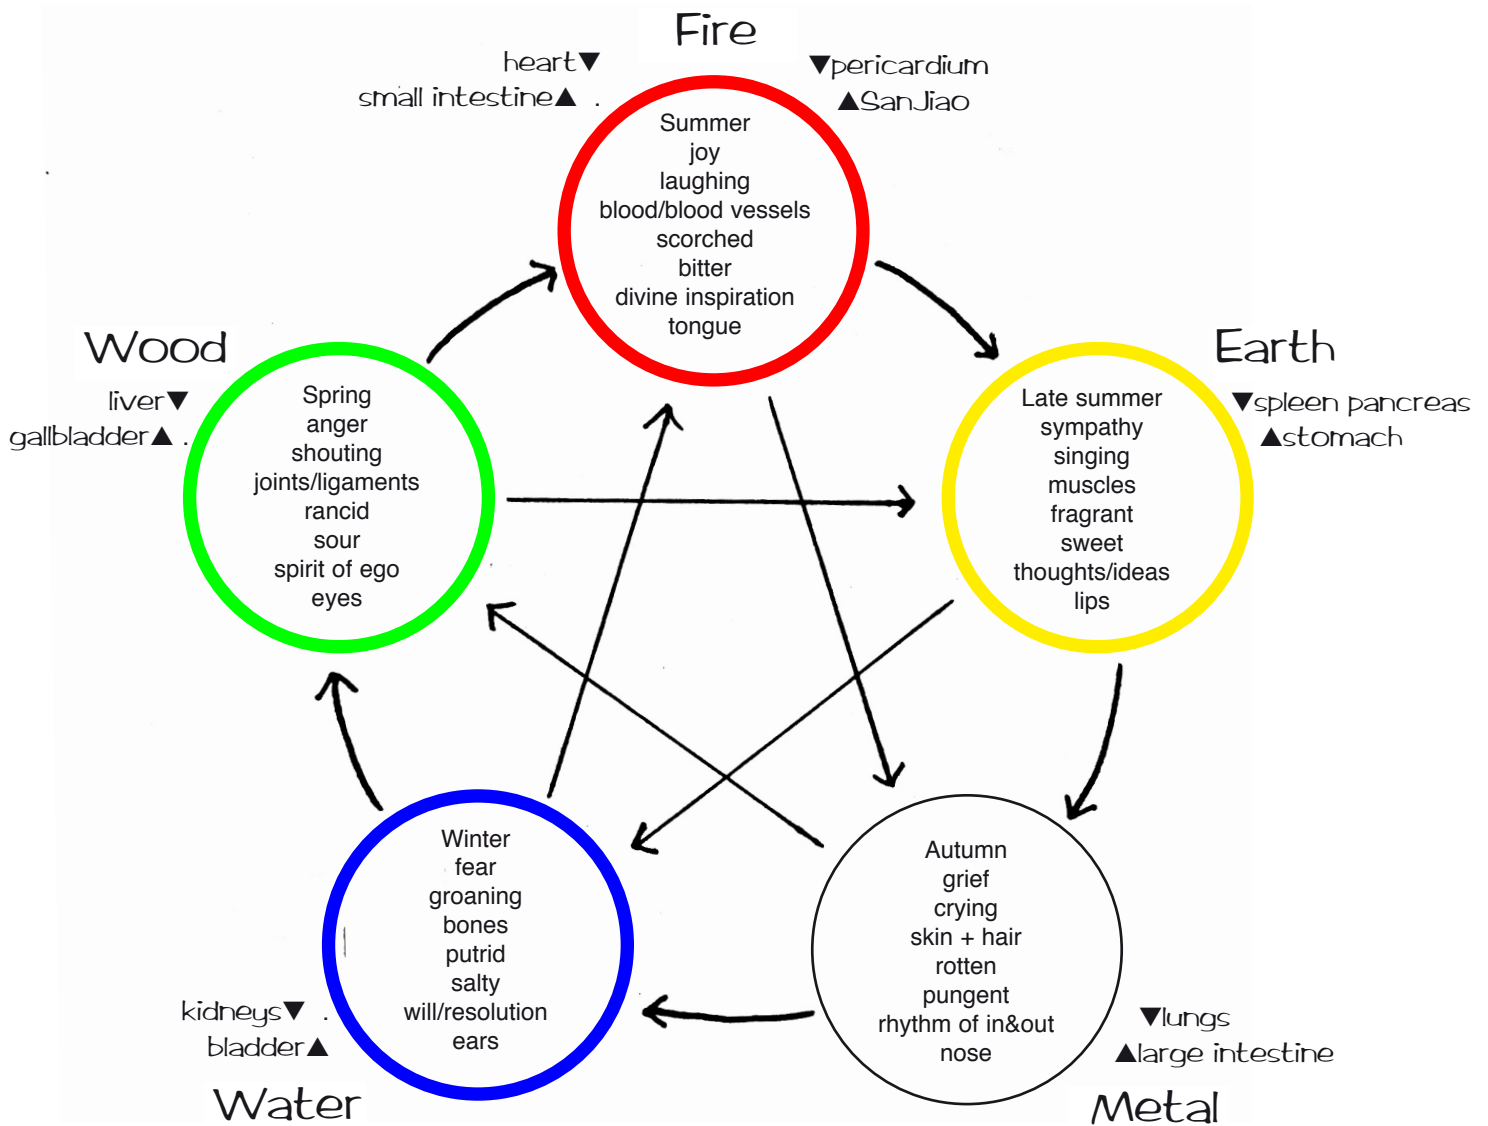 Fire
heart▼
small intestine▲ .
▼pericardium
▲SanJiao
Summer
joy
laughing
blood/blood vessels
scorched
bitter
divine inspiration
tongue
Wood
liver▼
gallbladder▲ .
Spring
anger
shouting
joints/ligaments
rancid
sour
spirit of ego
eyes
Earth
▼spleen pancreas
▲stomach
Late summer
sympathy
singing
muscles
fragrant
sweet
thoughts/ideas
lips
Winter
fear
groaning
bones
putrid
salty
will/resolution
ears
kidneys▼ .
bladder▲
Water
Autumn
grief
crying
skin + hair
rotten
pungent
rhythm of in&out
nose
▼lungs
▲large intestine
Metal